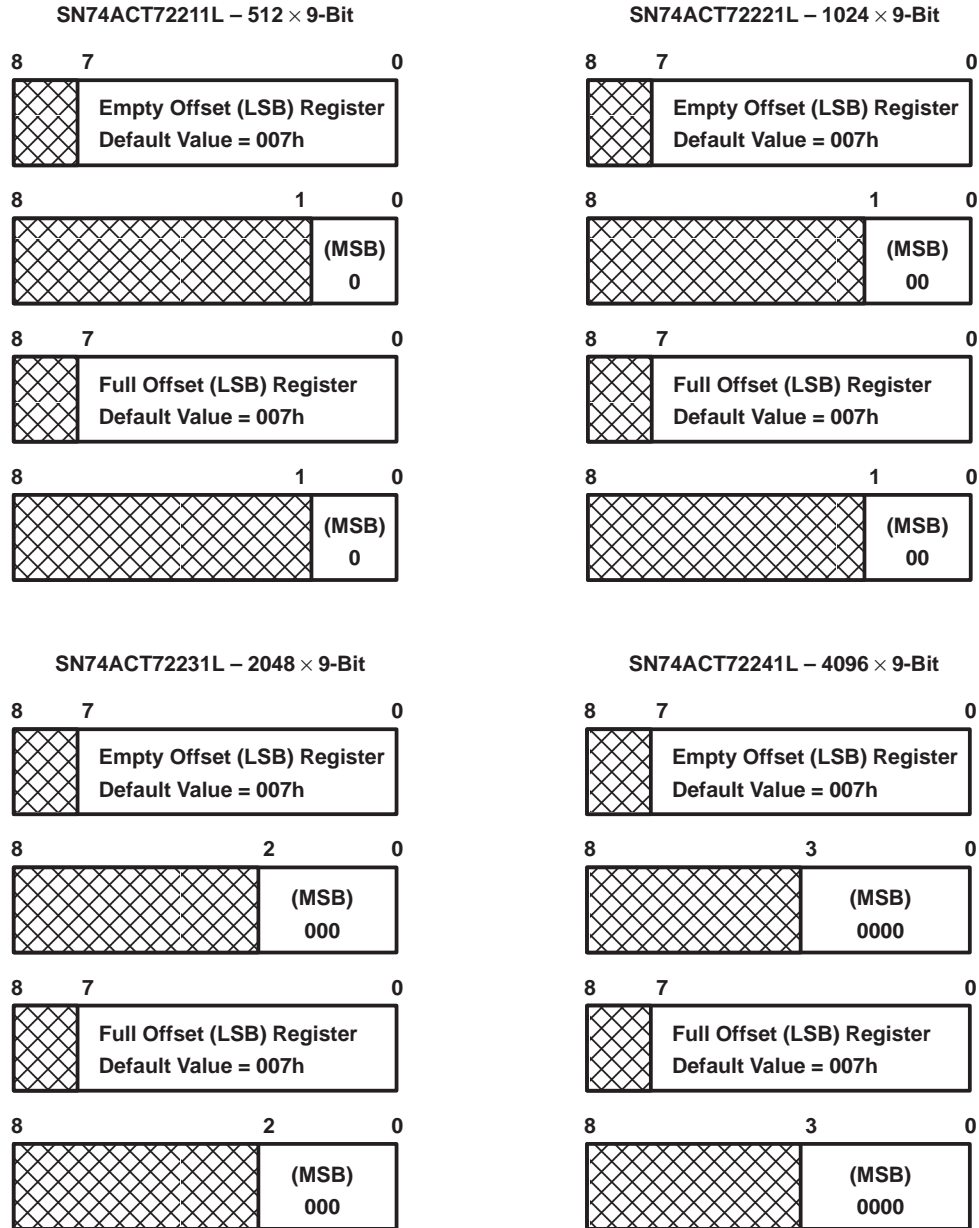 SN74ACT72211L – 512 × 9-Bit
8 7 0
Empty Offset (LSB) Register
Default Value = 007h
8 1 0
(MSB)
0
8 7 0
Full Offset (LSB) Register
Default Value = 007h
8 1 0
(MSB)
0
SN74ACT72221L – 1024 × 9-Bit
8 7 0
Empty Offset (LSB) Register
Default Value = 007h
8 1 0
(MSB)
00
8 7 0
Full Offset (LSB) Register
Default Value = 007h
8 1 0
(MSB)
00
SN74ACT72231L – 2048 × 9-Bit
8 7 0
Empty Offset (LSB) Register
Default Value = 007h
8 2 0
(MSB)
000
8 7 0
Full Offset (LSB) Register
Default Value = 007h
8 2 0
(MSB)
000
SN74ACT72241L – 4096 × 9-Bit
8 7 0
Empty Offset (LSB) Register
Default Value = 007h
8 3 0
(MSB)
0000
8 7 0
Full Offset (LSB) Register
Default Value = 007h
8 3 0
(MSB)
0000